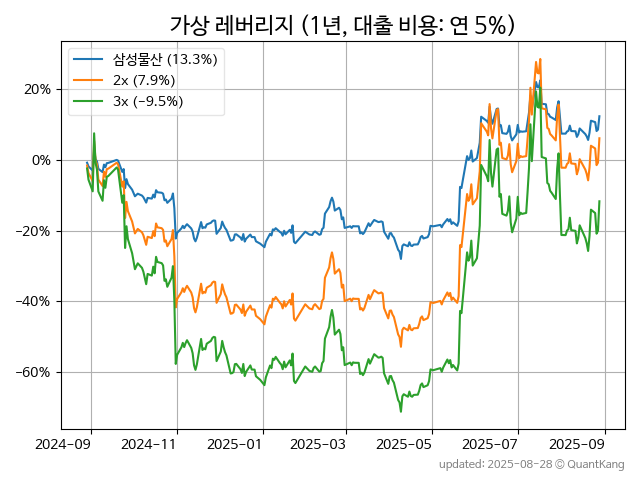 가상 레버리지 (1년, 대출 비용: 연 5%)
삼성물산 (13.3%)
2x (7.9%)
3x (−9.5%)
20%
0%
−20%
−40%
−60%
2024-09 2024-11 2025-01 2025-03 2025-05 2025-07 2025-09
updated: 2025-08-28 © QuantKang